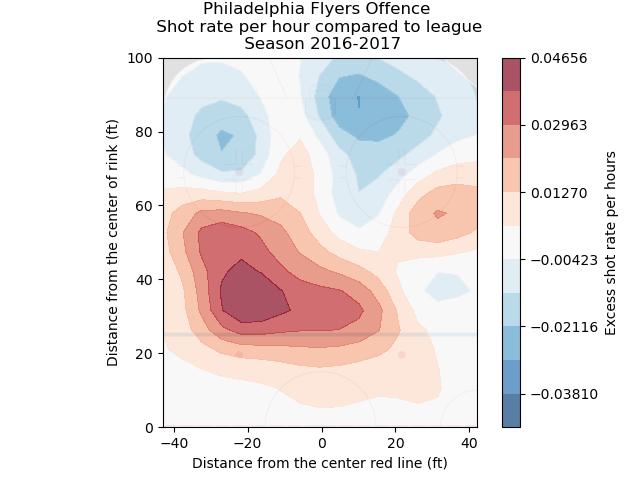 Philadelphia Flyers Offence
Shot rate per hour compared to league
Season 2016-2017
100
80
60
40
20
0
Distance from the center of rink (ft)
−40
−20
0
20
40
Distance from the center red line (ft)
0.04656
0.02963
0.01270
−0.00423
−0.02116
−0.03810
Excess shot rate per hours